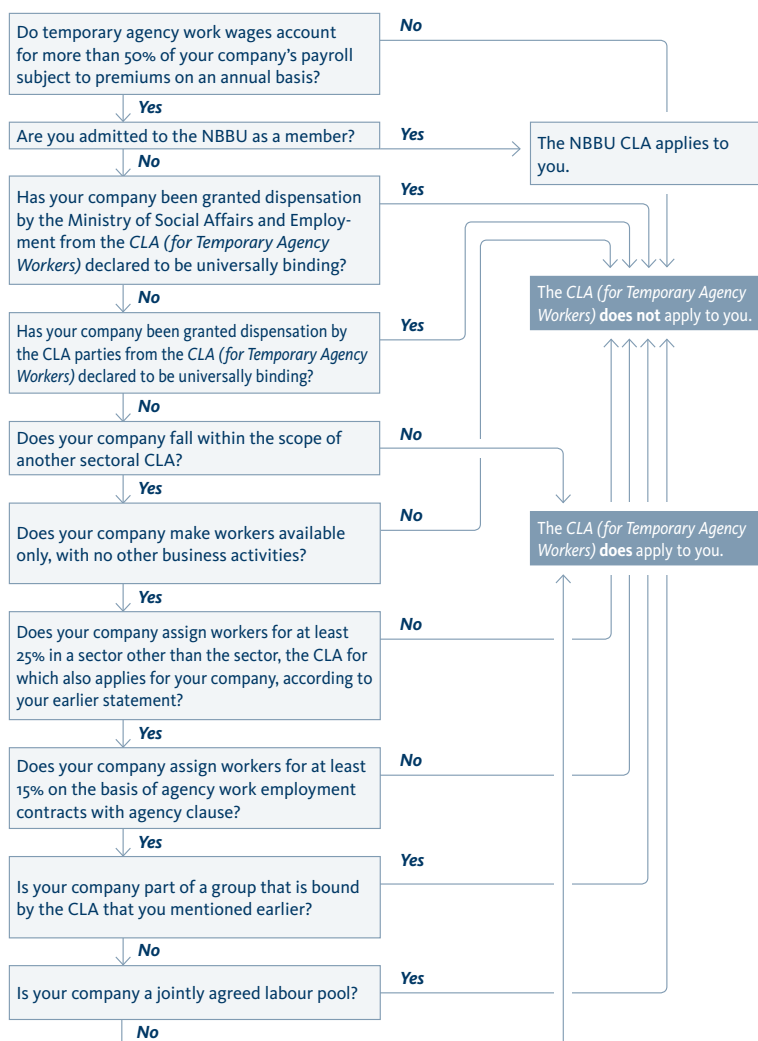 Do temporary agency work wages account
for more than 50% of your company's payroll
subject to premiums on an annual basis?
No
Yes
Are you admitted to the NBBU as a member?
Yes
The NBBU CLA applies to
you.
No
Has your company been granted dispensation
by the Ministry of Social Affairs and Employ-
ment from the CLA (for Temporary Agency
Workers) declared to be universally binding?
Yes
The CLA (for Temporary Agency
Workers) does not apply to you.
No
Has your company been granted dispensation by
the CLA parties from the CLA (for Temporary Agency
Workers) declared to be universally binding?
Yes
No
Does your company fall within the scope of
another sectoral CLA?
No
Yes
Does your company make workers available
only, with no other business activities?
No
The CLA (for Temporary Agency
Workers) does apply to you.
Yes
Does your company assign workers for at least
25% in a sector other than the sector, the CLA for
which also applies for your company, according to
your earlier statement?
No
Yes
Does your company assign workers for at least
15% on the basis of agency work employment
contracts with agency clause?
No
Yes
Is your company part of a group that is bound
by the CLA that you mentioned earlier?
Yes
No
Is your company a jointly agreed labour pool?
Yes
No